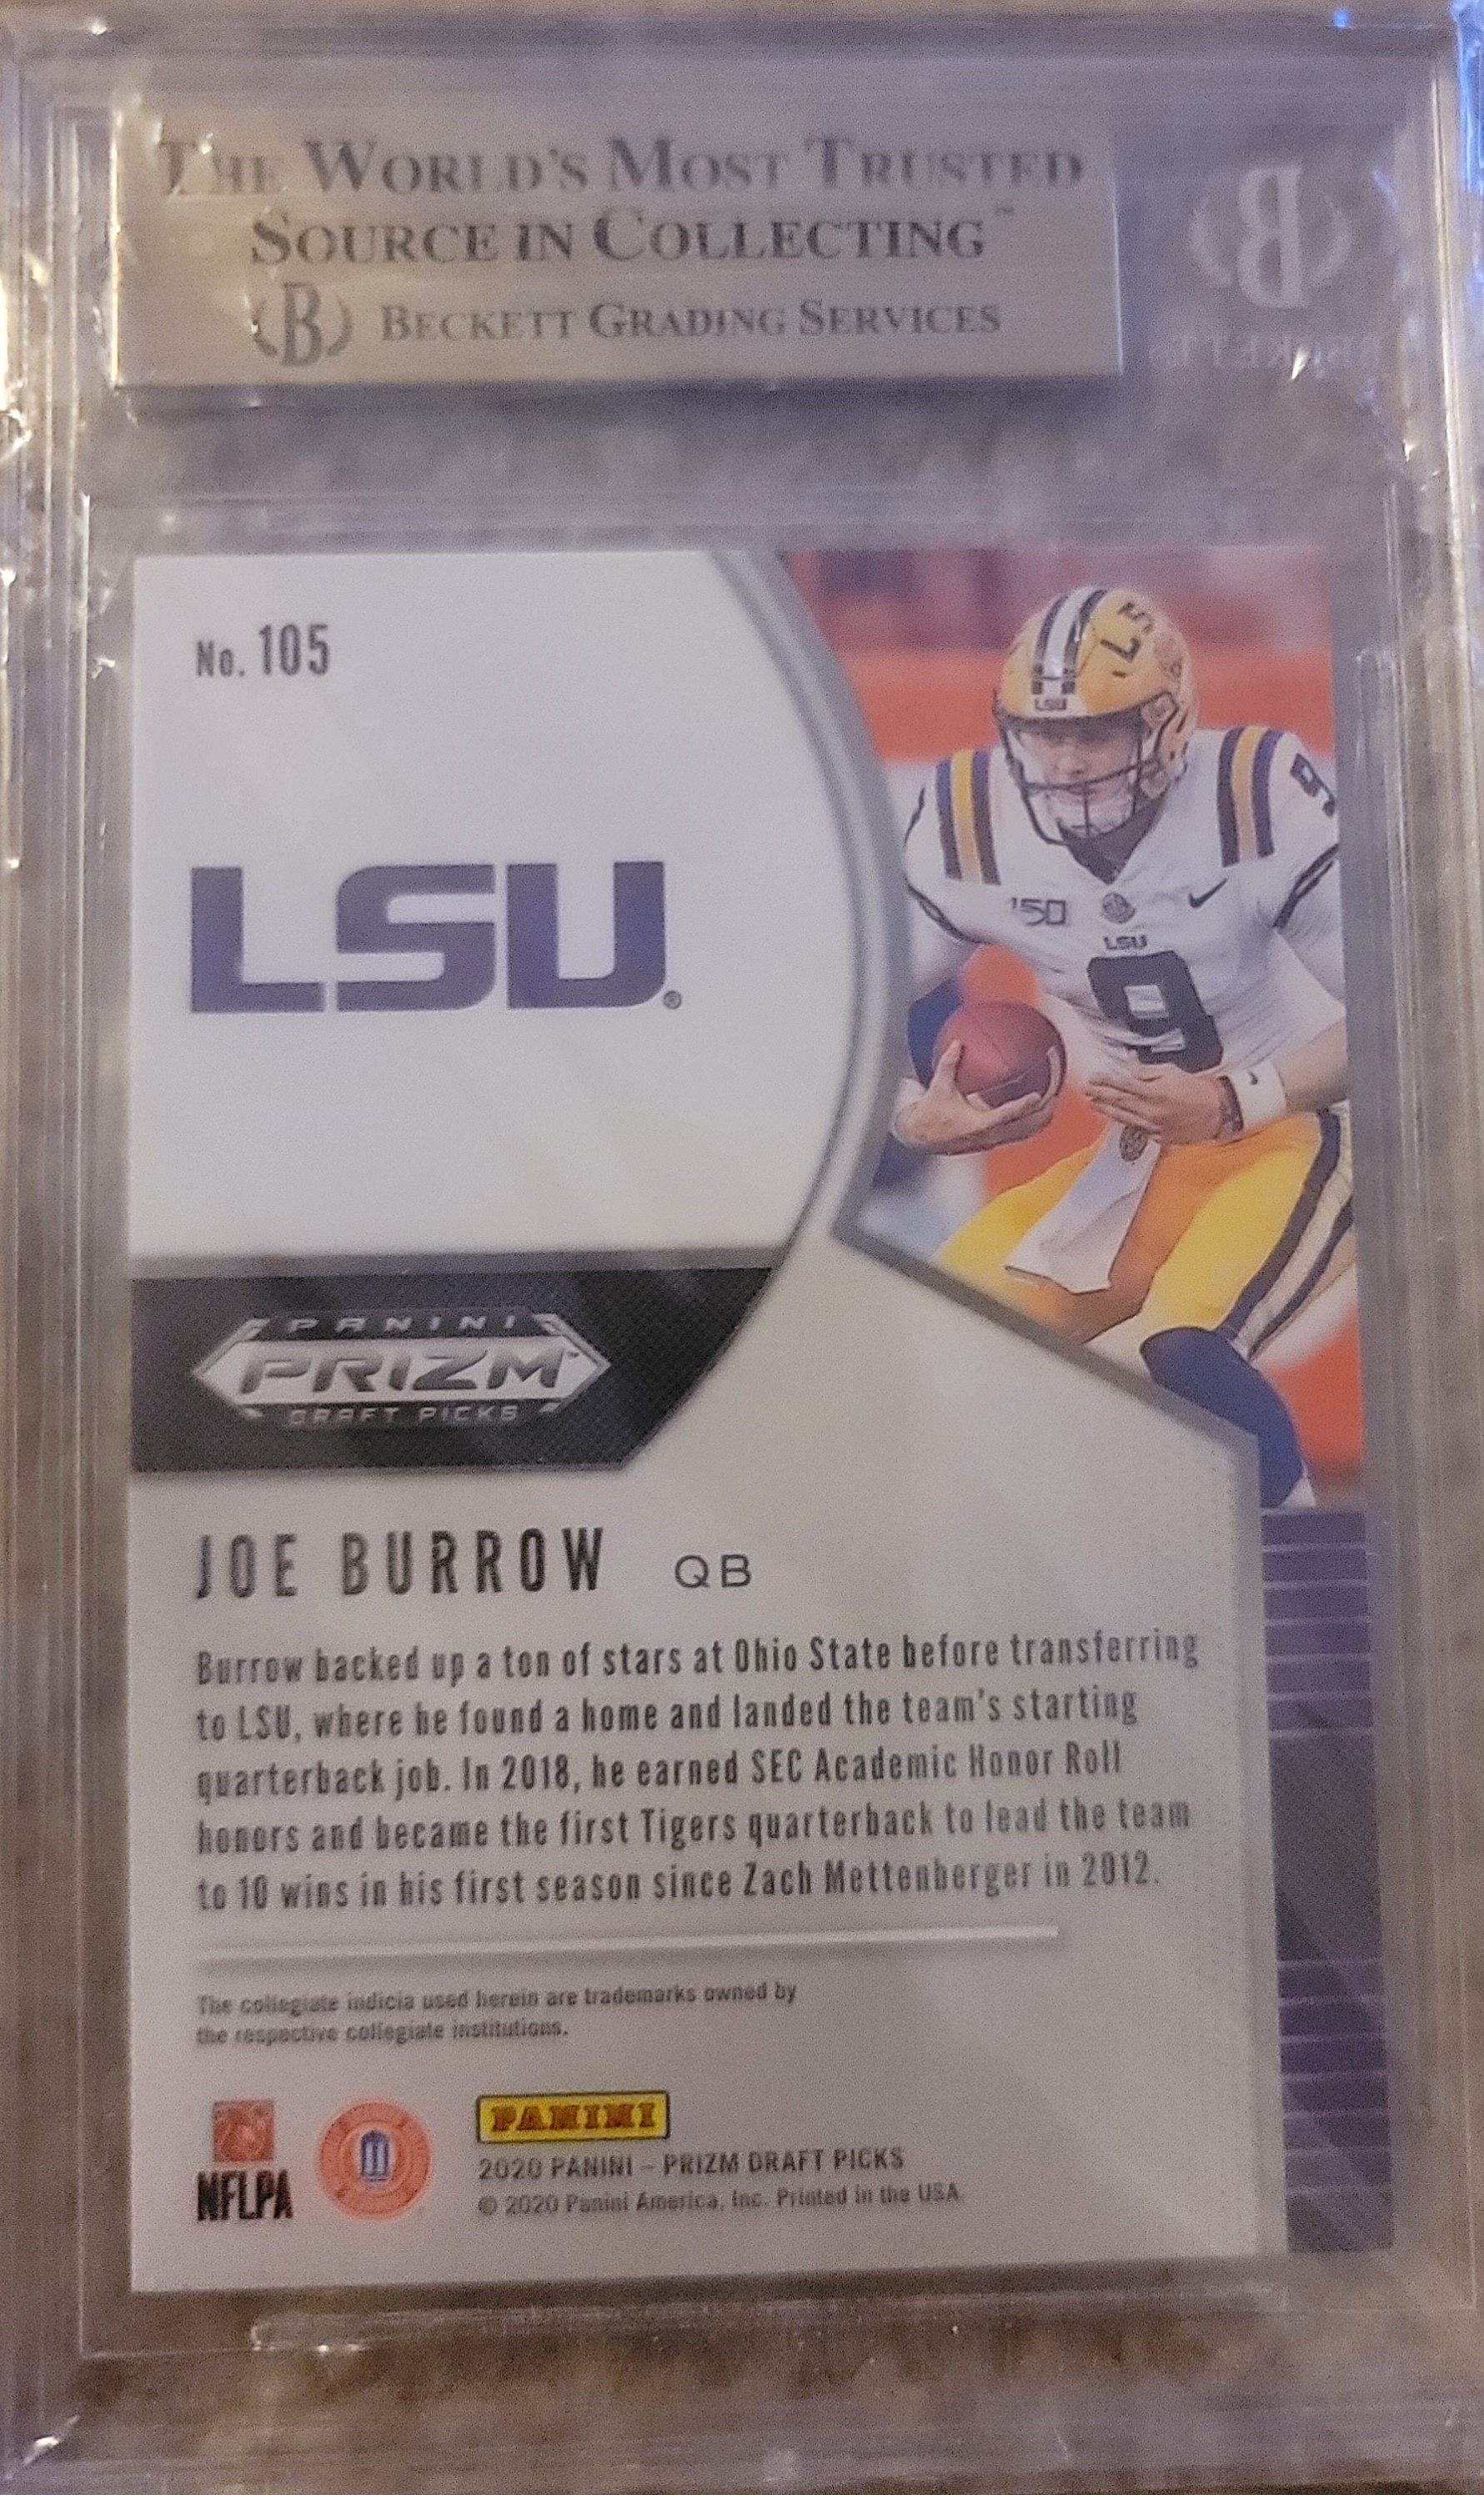 THE WORLD'S MOST TRUSTED
SOURCE IN COLLECTING™
B BECKETT GRADING SERVICES
B
BECKETT
No. 105
LSU®
LSU
'150
LSU
9
9
PANINI
PRIZM™
DRAFT PICKS
JOE BURROW QB
Burrow backed up a ton of stars at Ohio State before transferring
to LSU, where he found a home and landed the team's starting
quarterback job. In 2018, he earned SEC Academic Honor Roll
honors and became the first Tigers quarterback to lead the team
to 10 wins in his first season since Zach Mettenberger in 2012.
The collegiate indicia used herein are trademarks owned by
the respective collegiate institutions.
NFLPA
PANINI
2020 PANINI – PRIZM DRAFT PICKS
© 2020 Panini America, Inc. Printed in the USA